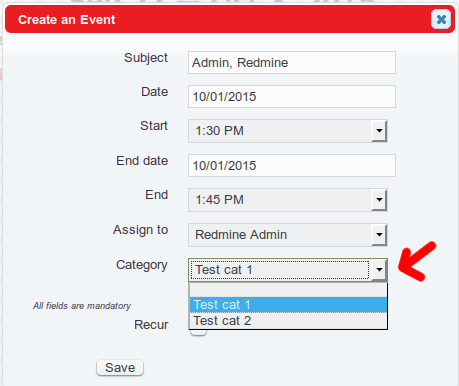 Create an Event
Subject Admin, Redmine
Date 10/01/2015
Start 1:30 PM
End date 10/01/2015
End 1:45 PM
Assign to Redmine Admin
Category Test cat 1
Test cat 1
Test cat 2
All fields are mandatory
Recur
Save